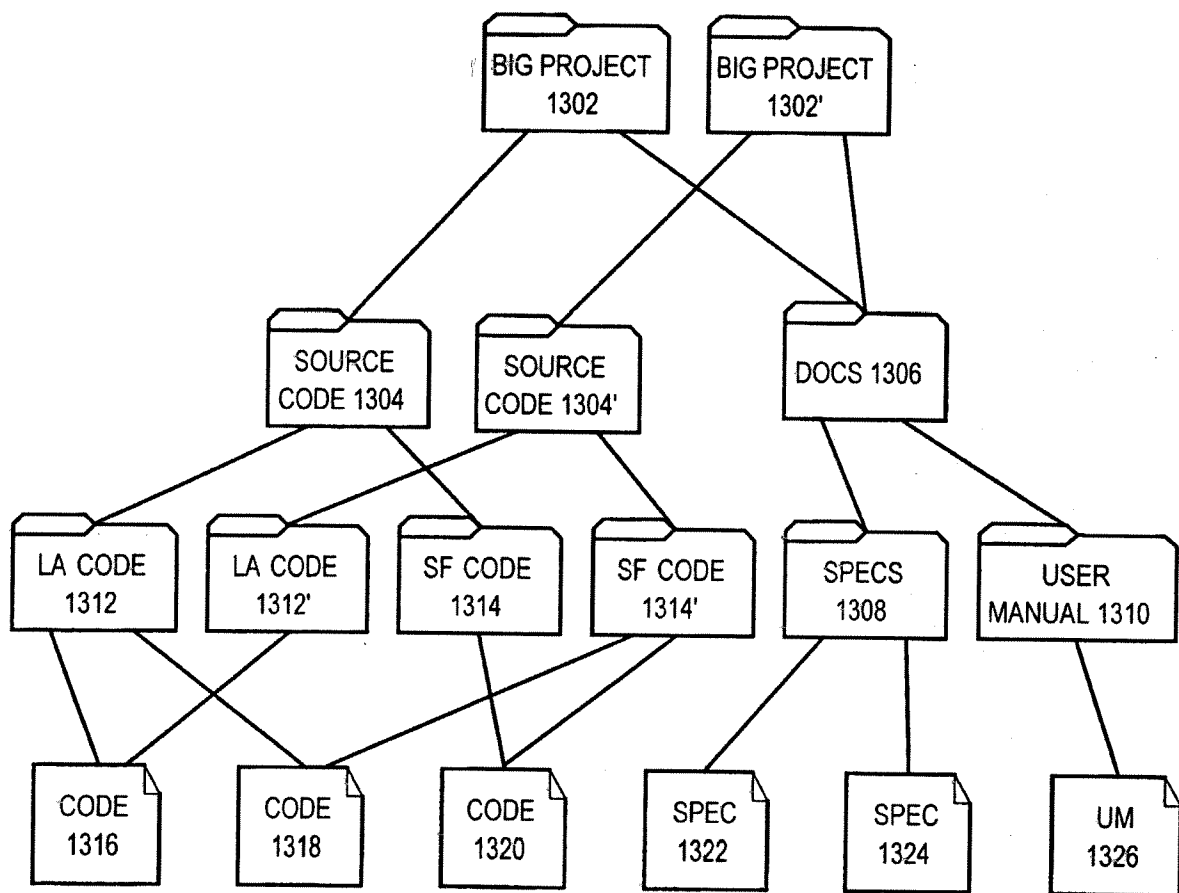 BIG PROJECT
1302
BIG PROJECT
1302'
SOURCE
CODE 1304
SOURCE
CODE 1304'
DOCS 1306
LA CODE
1312
LA CODE
1312'
SF CODE
1314
SF CODE
1314'
SPECS
1308
USER
MANUAL 1310
CODE
1316
CODE
1318
CODE
1320
SPEC
1322
SPEC
1324
UM
1326